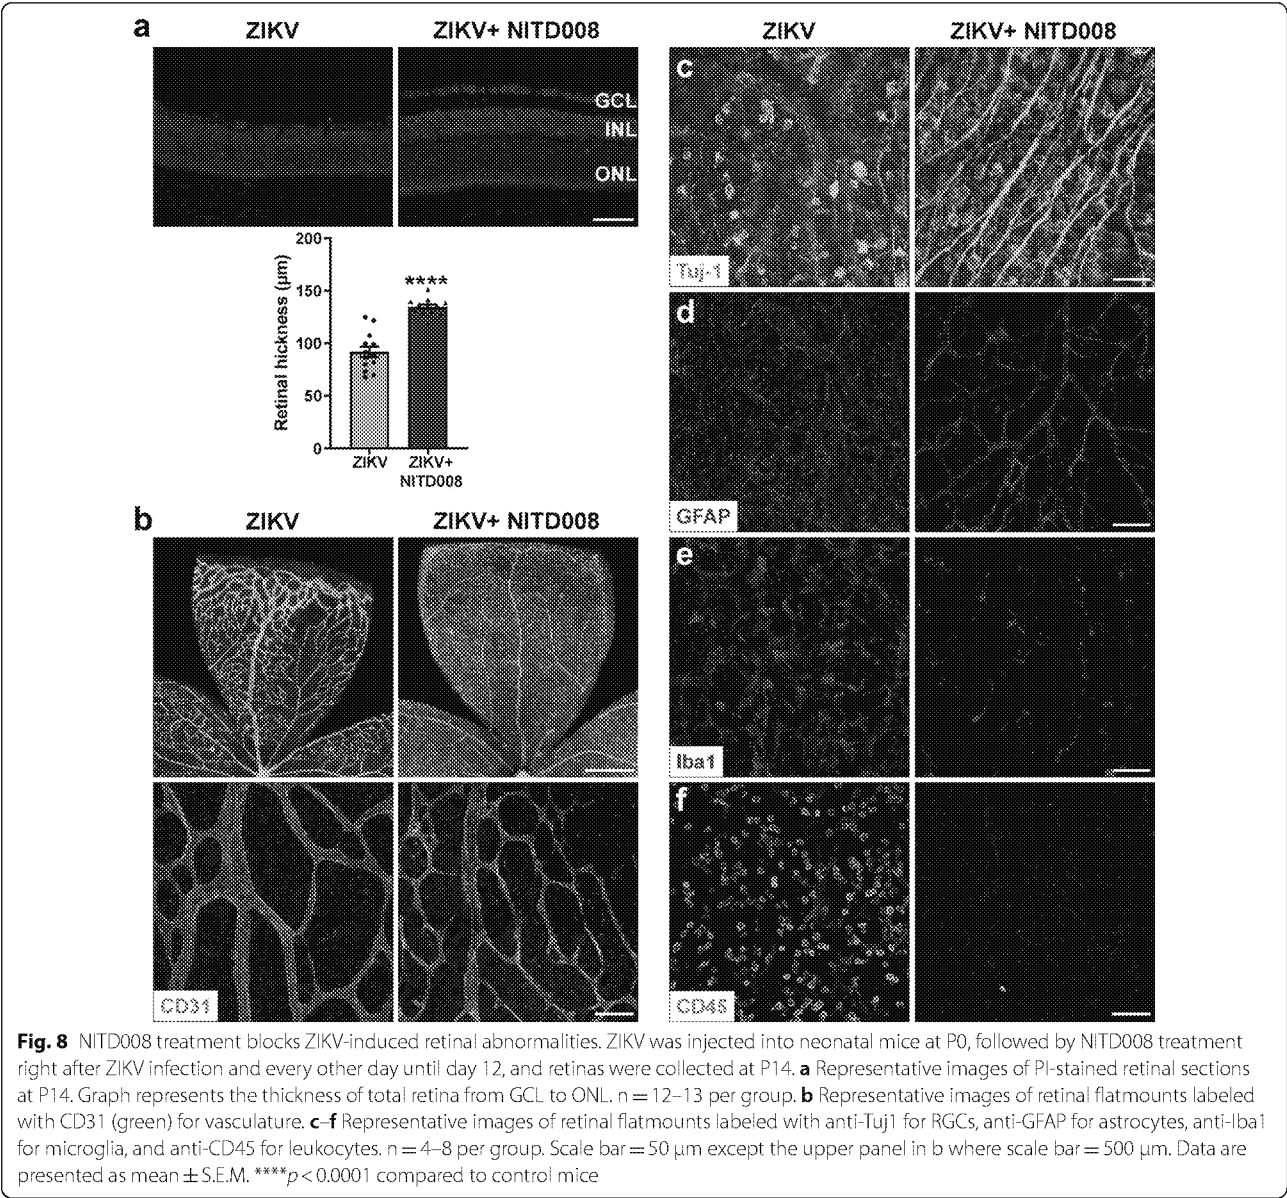 a
ZIKV
ZIKV+ NITD008
GCL
INL
ONL
200
150
100
50
0
Retinal hickness (µm)
****
ZIKV
ZIKV+
NITD008
b
ZIKV
ZIKV+ NITD008
CD31
ZIKV
ZIKV+ NITD008
c
Tuj-1
d
GFAP
e
Iba1
f
CD45
Fig. 8 NITD008 treatment blocks ZIKV-induced retinal abnormalities. ZIKV was injected into neonatal mice at P0, followed by NITD008 treatment
right after ZIKV infection and every other day until day 12, and retinas were collected at P14. a Representative images of PI-stained retinal sections
at P14. Graph represents the thickness of total retina from GCL to ONL. n = 12–13 per group. b Representative images of retinal flatmounts labeled
with CD31 (green) for vasculature. c–f Representative images of retinal flatmounts labeled with anti-Tuj1 for RGCs, anti-GFAP for astrocytes, anti-Iba1
for microglia, and anti-CD45 for leukocytes. n = 4–8 per group. Scale bar = 50 µm except the upper panel in b where scale bar = 500 µm. Data are
presented as mean ± S.E.M. ****p < 0.0001 compared to control mice